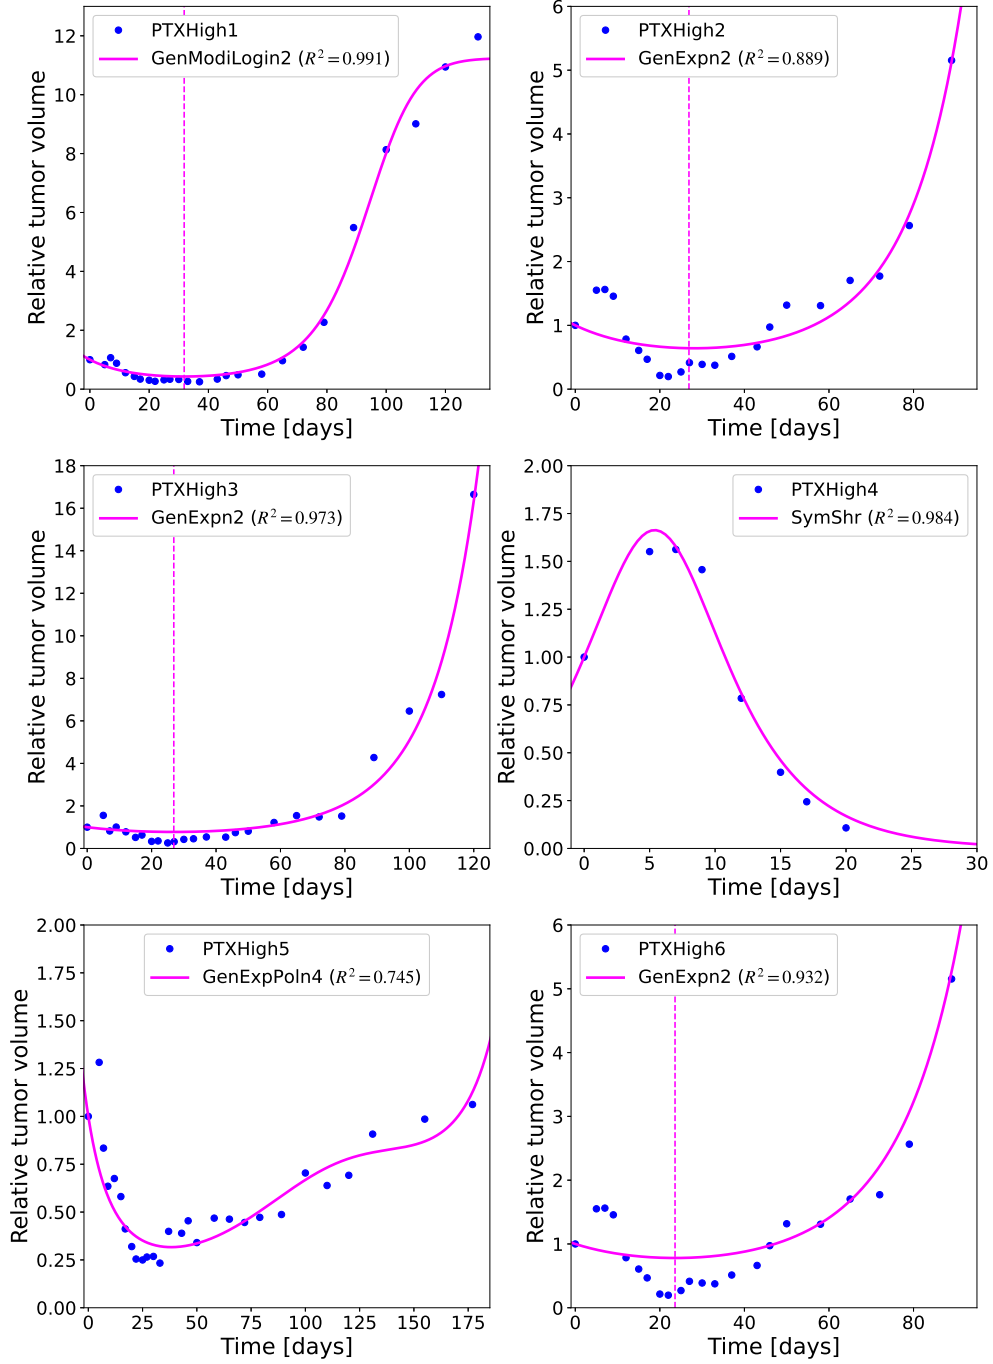 PTXHigh1
GenModiLogin2 (R² = 0.991)
12
10
8
6
4
2
0
Relative tumor volume
0 20 40 60 80 100 120
Time [days]
PTXHigh2
GenExpn2 (R² = 0.889)
6
5
4
3
2
1
0
Relative tumor volume
0 20 40 60 80
Time [days]
PTXHigh3
GenExpn2 (R² = 0.973)
18
16
14
12
10
8
6
4
2
0
Relative tumor volume
0 20 40 60 80 100 120
Time [days]
PTXHigh4
SymShr (R² = 0.984)
2.00
1.75
1.50
1.25
1.00
0.75
0.50
0.25
0.00
Relative tumor volume
0 5 10 15 20 25 30
Time [days]
PTXHigh5
GenExpPoln4 (R² = 0.745)
2.00
1.75
1.50
1.25
1.00
0.75
0.50
0.25
0.00
Relative tumor volume
0 25 50 75 100 125 150 175
Time [days]
PTXHigh6
GenExpn2 (R² = 0.932)
6
5
4
3
2
1
0
Relative tumor volume
0 20 40 60 80
Time [days]